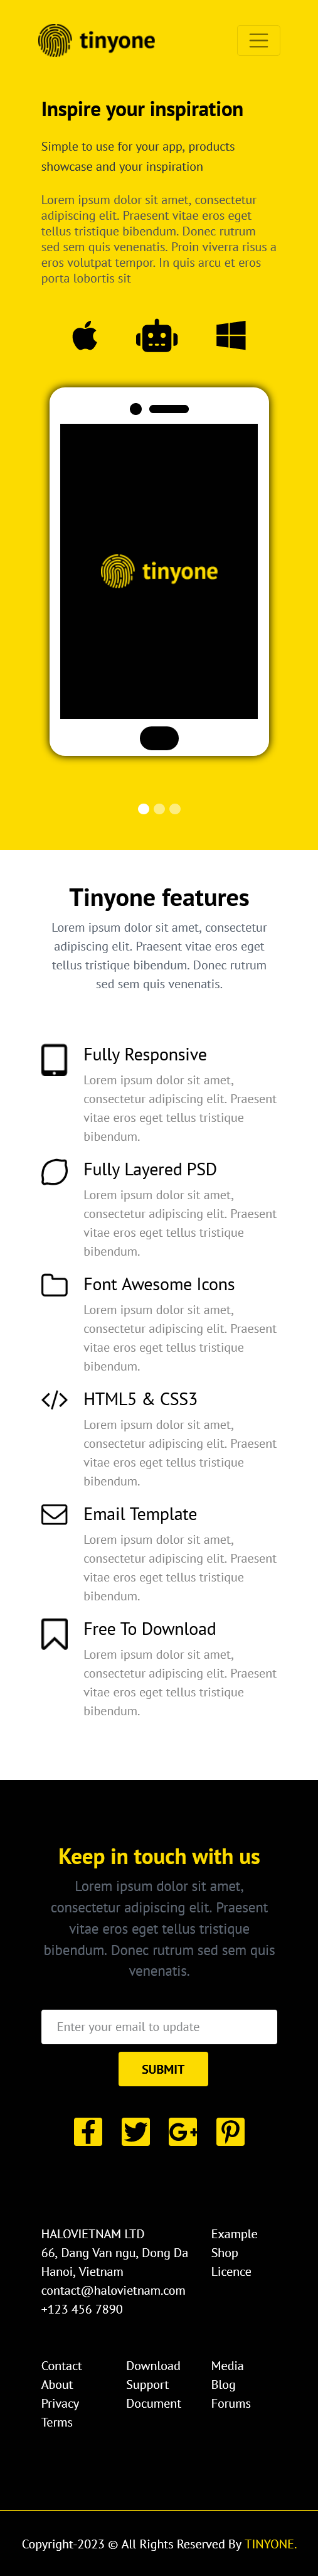 tinyone
Inspire your inspiration
Simple to use for your app, products
showcase and your inspiration
Lorem ipsum dolor sit amet, consectetur
adipiscing elit. Praesent vitae eros eget
tellus tristique bibendum. Donec rutrum
sed sem quis venenatis. Proin viverra risus a
eros volutpat tempor. In quis arcu et eros
porta lobortis sit
tinyone
Tinyone features
Lorem ipsum dolor sit amet, consectetur
adipiscing elit. Praesent vitae eros eget
tellus tristique bibendum. Donec rutrum
sed sem quis venenatis.
Fully Responsive
Lorem ipsum dolor sit amet,
consectetur adipiscing elit. Praesent
vitae eros eget tellus tristique
bibendum.
Fully Layered PSD
Lorem ipsum dolor sit amet,
consectetur adipiscing elit. Praesent
vitae eros eget tellus tristique
bibendum.
Font Awesome Icons
Lorem ipsum dolor sit amet,
consectetur adipiscing elit. Praesent
vitae eros eget tellus tristique
bibendum.
HTML5 & CSS3
Lorem ipsum dolor sit amet,
consectetur adipiscing elit. Praesent
vitae eros eget tellus tristique
bibendum.
Email Template
Lorem ipsum dolor sit amet,
consectetur adipiscing elit. Praesent
vitae eros eget tellus tristique
bibendum.
Free To Download
Lorem ipsum dolor sit amet,
consectetur adipiscing elit. Praesent
vitae eros eget tellus tristique
bibendum.
Keep in touch with us
Lorem ipsum dolor sit amet,
consectetur adipiscing elit. Praesent
vitae eros eget tellus tristique
bibendum. Donec rutrum sed sem quis
venenatis.
Enter your email to update
SUBMIT
HALOVIETNAM LTD
66, Dang Van ngu, Dong Da
Hanoi, Vietnam
contact@halovietnam.com
+123 456 7890
Example
Shop
Licence
Contact
About
Privacy
Terms
Download
Support
Document
Media
Blog
Forums
Copyright-2023 © All Rights Reserved By TINYONE.